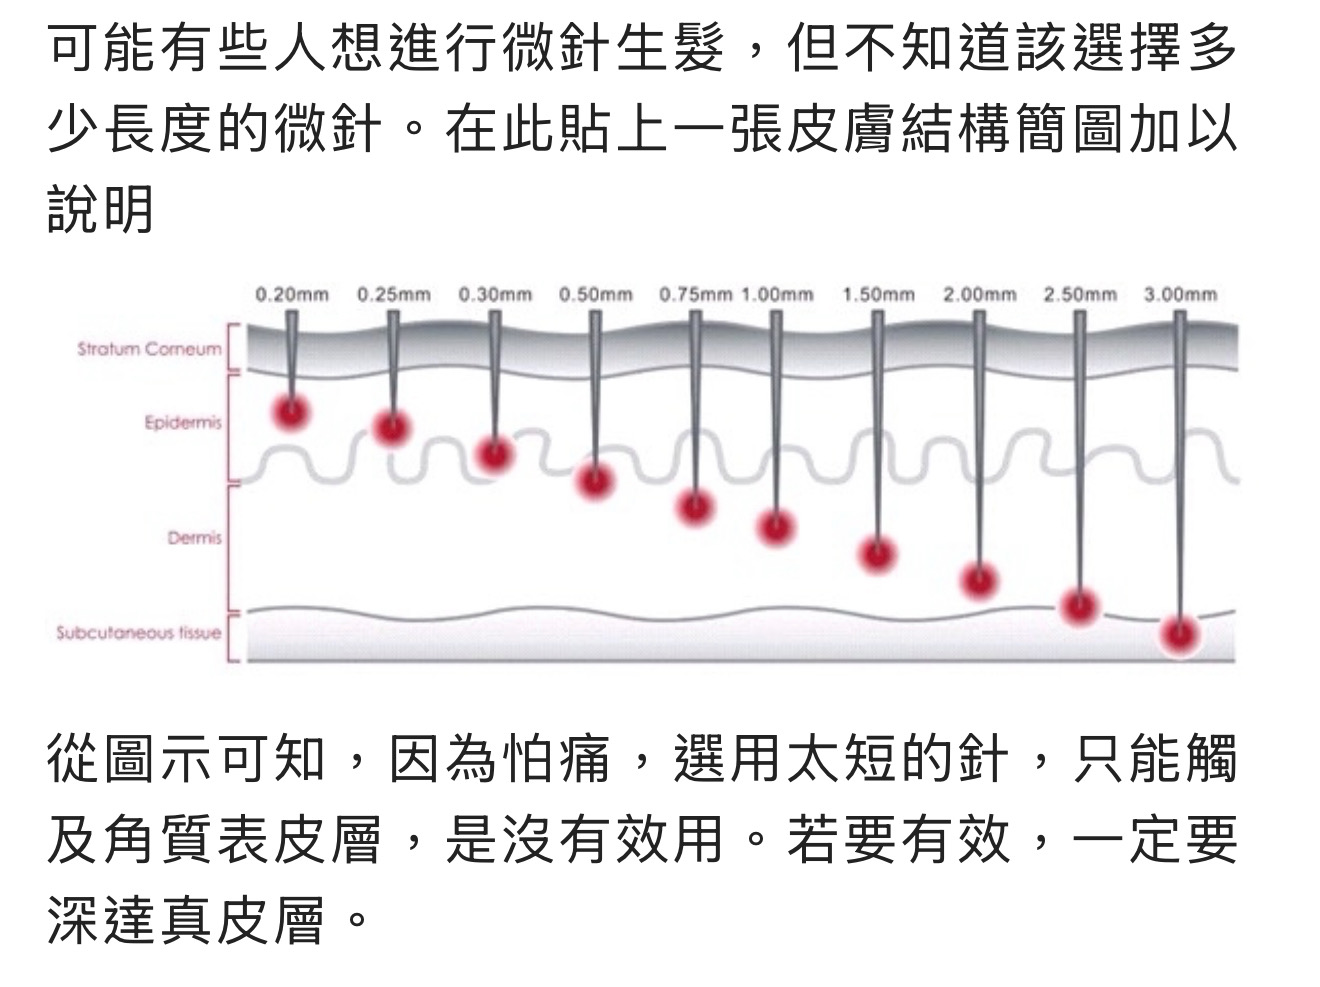 可能有些人想進行微針生髮，但不知道該選擇多
少長度的微針。在此貼上一張皮膚結構簡圖加以
說明
0.20mm 0.25mm 0.30mm 0.50mm 0.75mm 1.00mm 1.50mm 2.00mm 2.50mm 3.00mm
Stratum Corneum
Epidermis
Dermis
Subcutaneous tissue
從圖示可知，因為怕痛，選用太短的針，只能觸
及角質表皮層，是沒有效用。若要有效，一定要
深達真皮層。